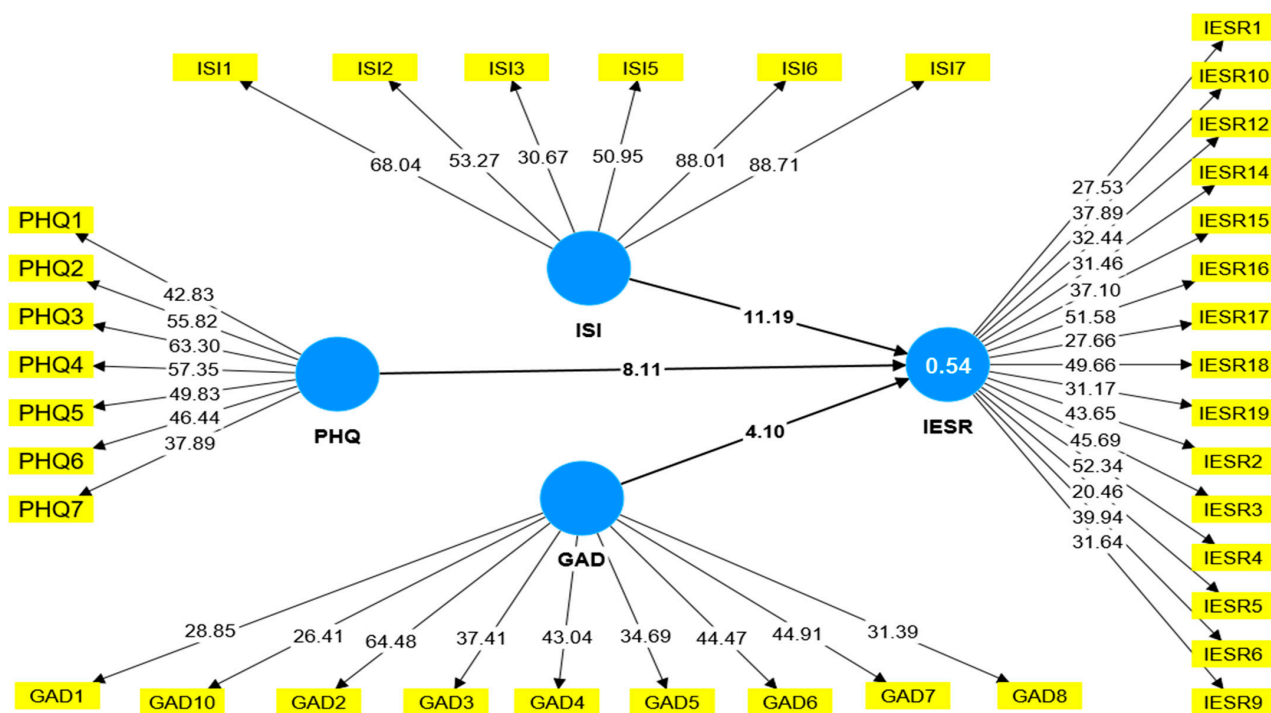 ISI1
ISI2
ISI3
ISI5
ISI6
ISI7
68.04
53.27
30.67
50.95
88.01
88.71
ISI
11.19
PHQ1
PHQ2
PHQ3
PHQ4
PHQ5
PHQ6
PHQ7
42.83
55.82
63.30
57.35
49.83
46.44
37.89
PHQ
8.11
GAD
4.10
28.85
26.41
64.48
37.41
43.04
34.69
44.47
44.91
31.39
GAD1
GAD10
GAD2
GAD3
GAD4
GAD5
GAD6
GAD7
GAD8
0.54
IESR
27.53
37.89
32.44
31.46
37.10
51.58
27.66
49.66
31.17
43.65
45.69
52.34
20.46
39.94
31.64
IESR1
IESR10
IESR12
IESR14
IESR15
IESR16
IESR17
IESR18
IESR19
IESR2
IESR3
IESR4
IESR5
IESR6
IESR9